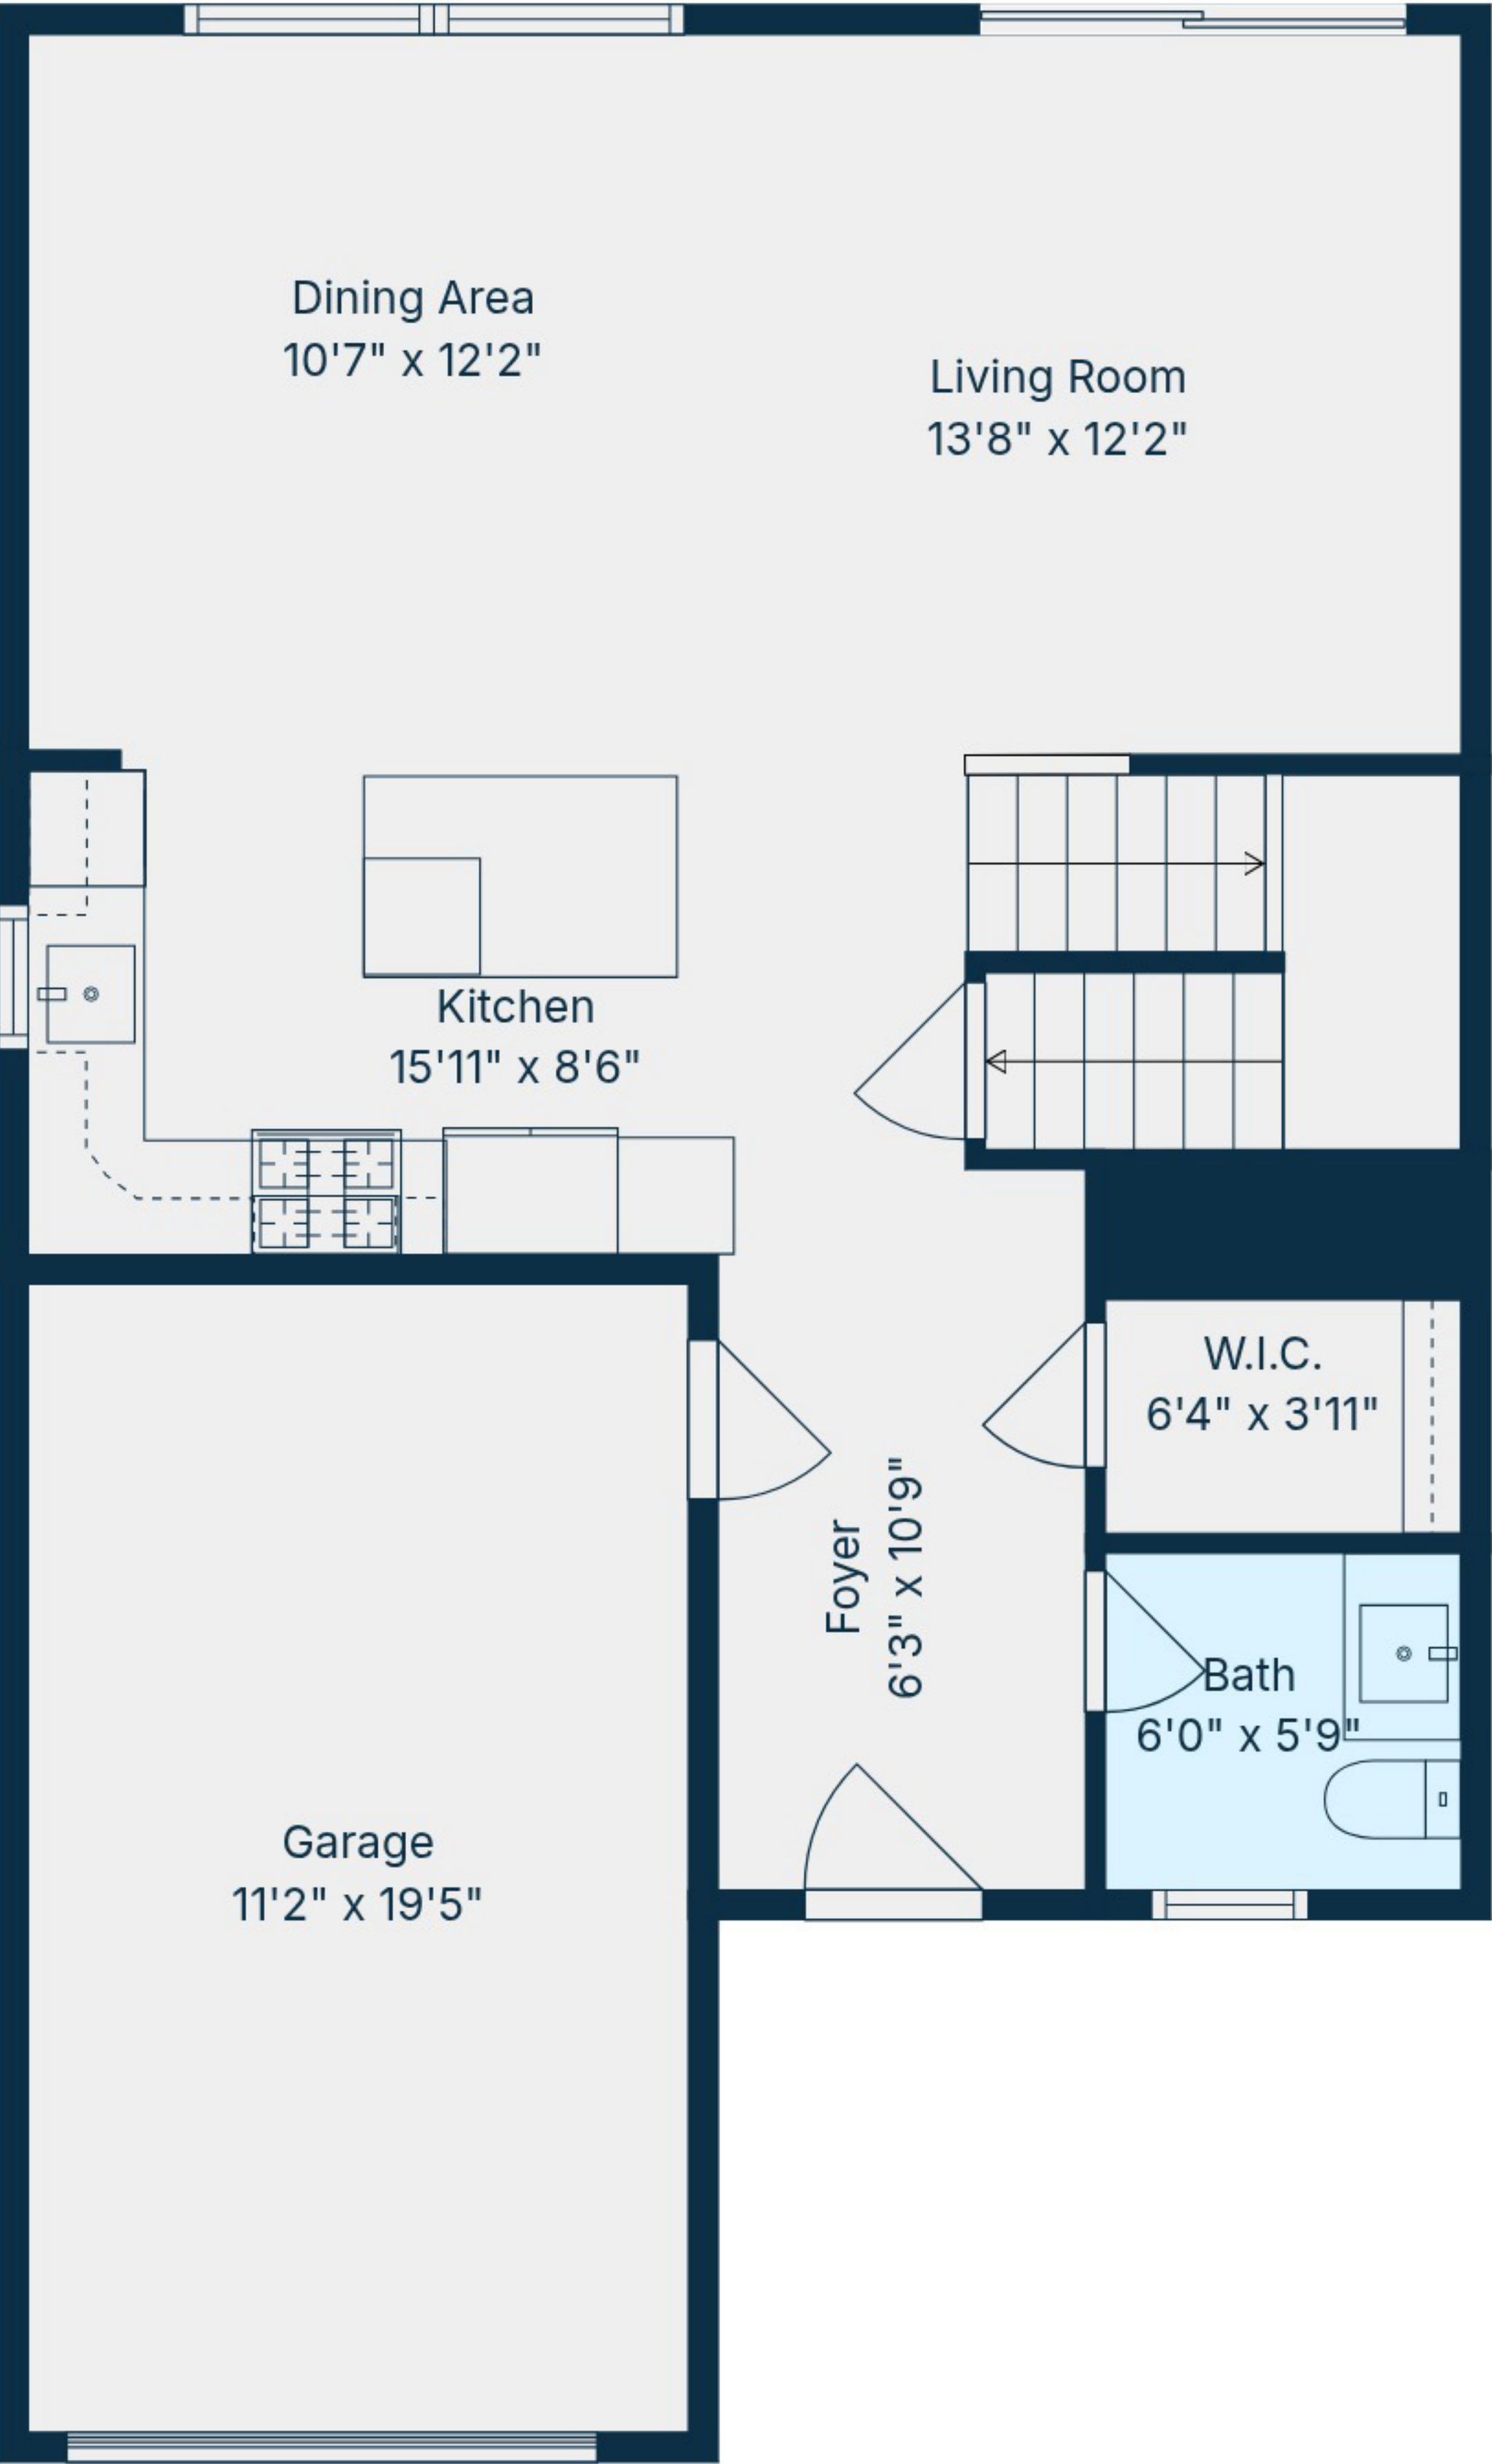 Dining Area
10'7" x 12'2"
Living Room
13'8" x 12'2"
Kitchen
15'11" x 8'6"
W.I.C.
6'4" x 3'11"
Foyer
6'3" x 10'9"
Bath
6'0" x 5'9"
Garage
11'2" x 19'5"